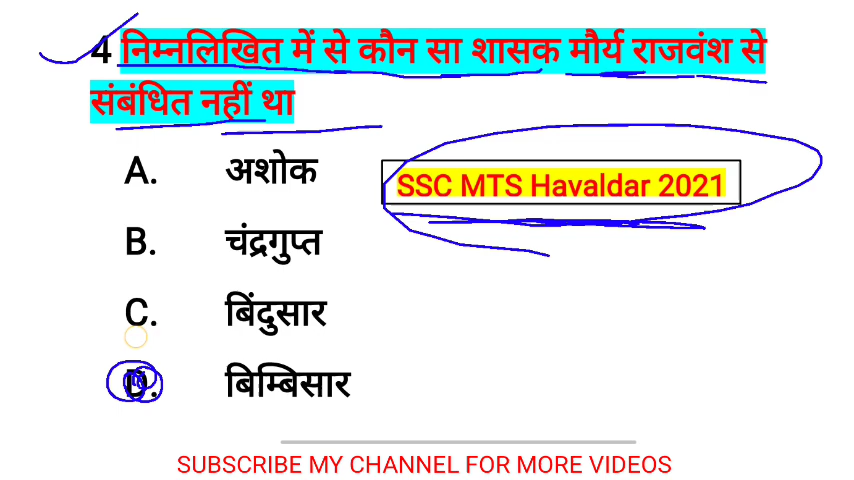 4 निम्नलिखित में से कौन सा शासक मौर्य राजवंश से
संबंधित नहीं था
A. अशोक
SSC MTS Havaldar 2021
B. चंद्रगुप्त
C. बिंदुसार
D. बिम्बिसार
SUBSCRIBE MY CHANNEL FOR MORE VIDEOS